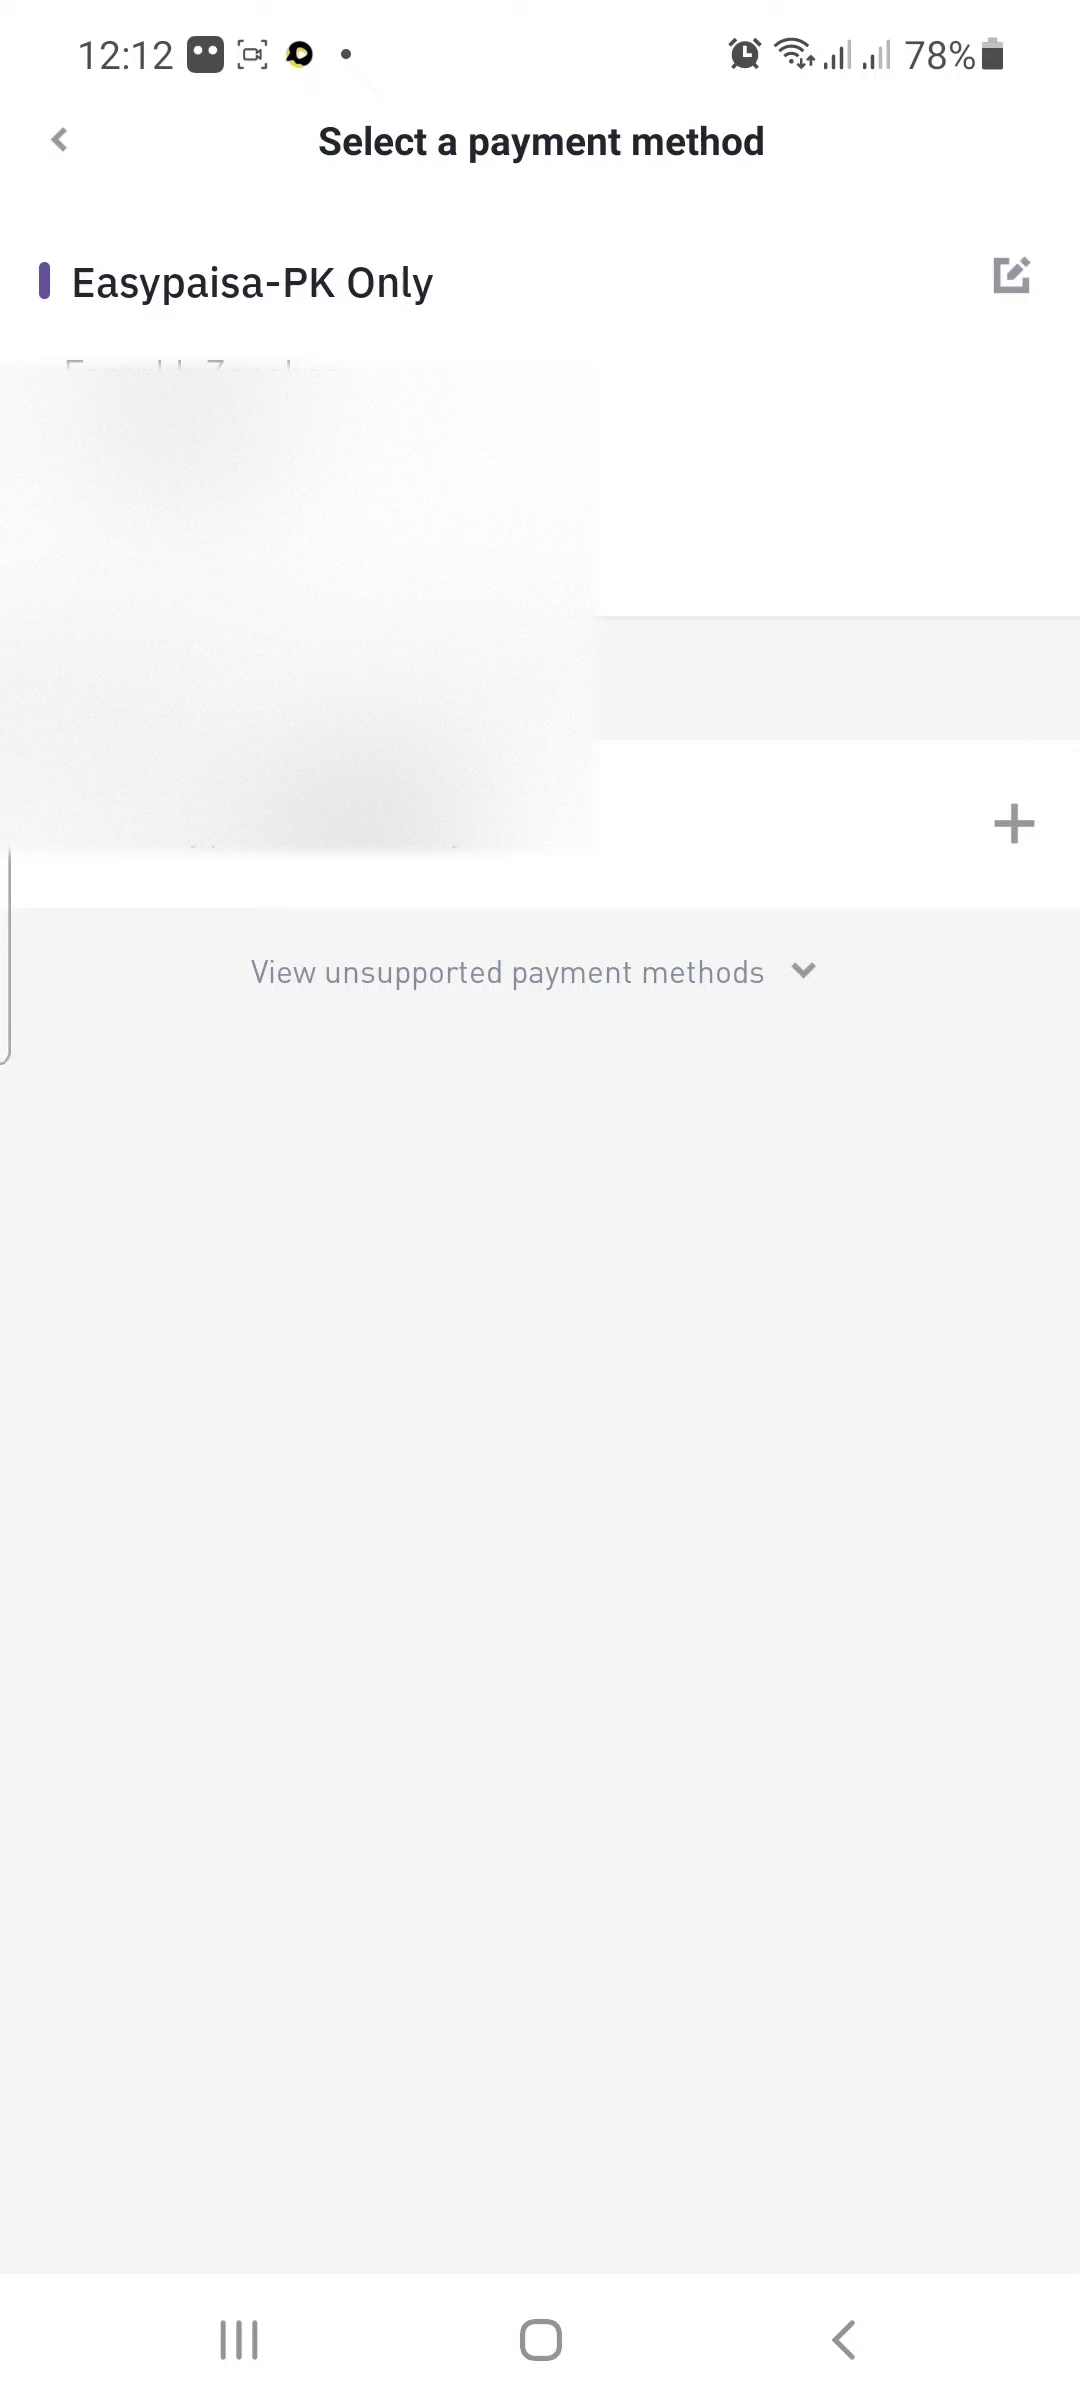 12:12
78%
Select a payment method
Easypaisa-PK Only
View unsupported payment methods